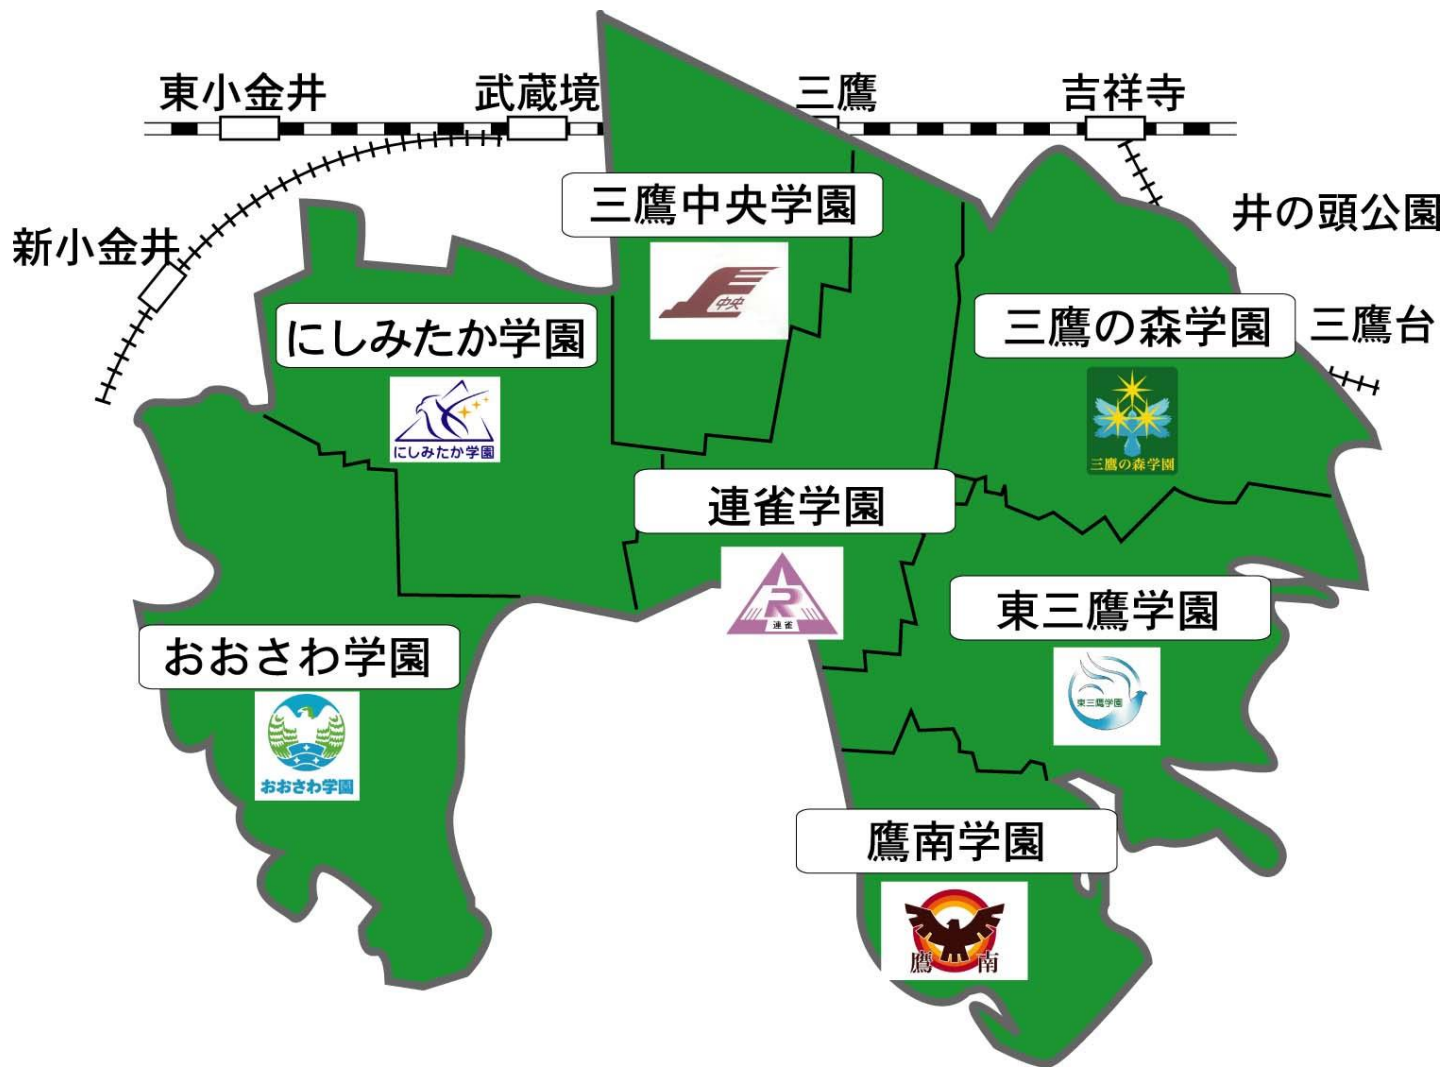 東小金井
武蔵境
三鷹
吉祥寺
新小金井
三鷹中央学園
井の頭公園
中央
にしみたか学園
三鷹の森学園
三鷹台
にしみたか学園
三鷹の森学園
連雀学園
R
連雀
おおさわ学園
東三鷹学園
東三鷹学園
おおさわ学園
鷹南学園
鷹南